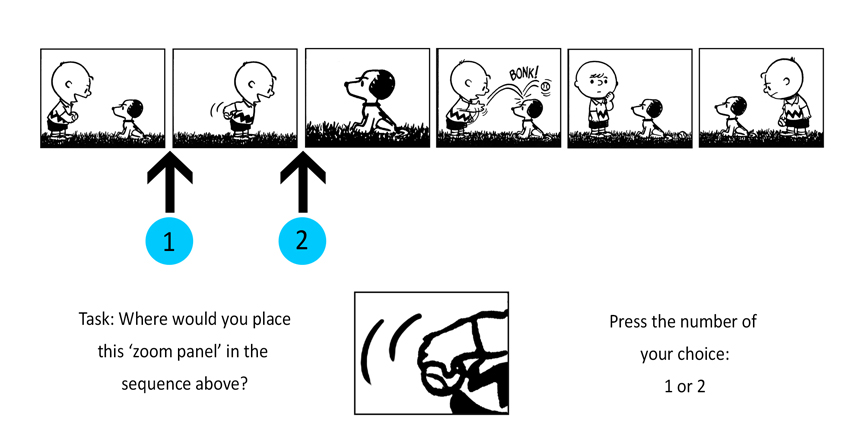 BONK!
1
2
Task: Where would you place
this ‘zoom panel’ in the
sequence above?
Press the number of
your choice:
1 or 2